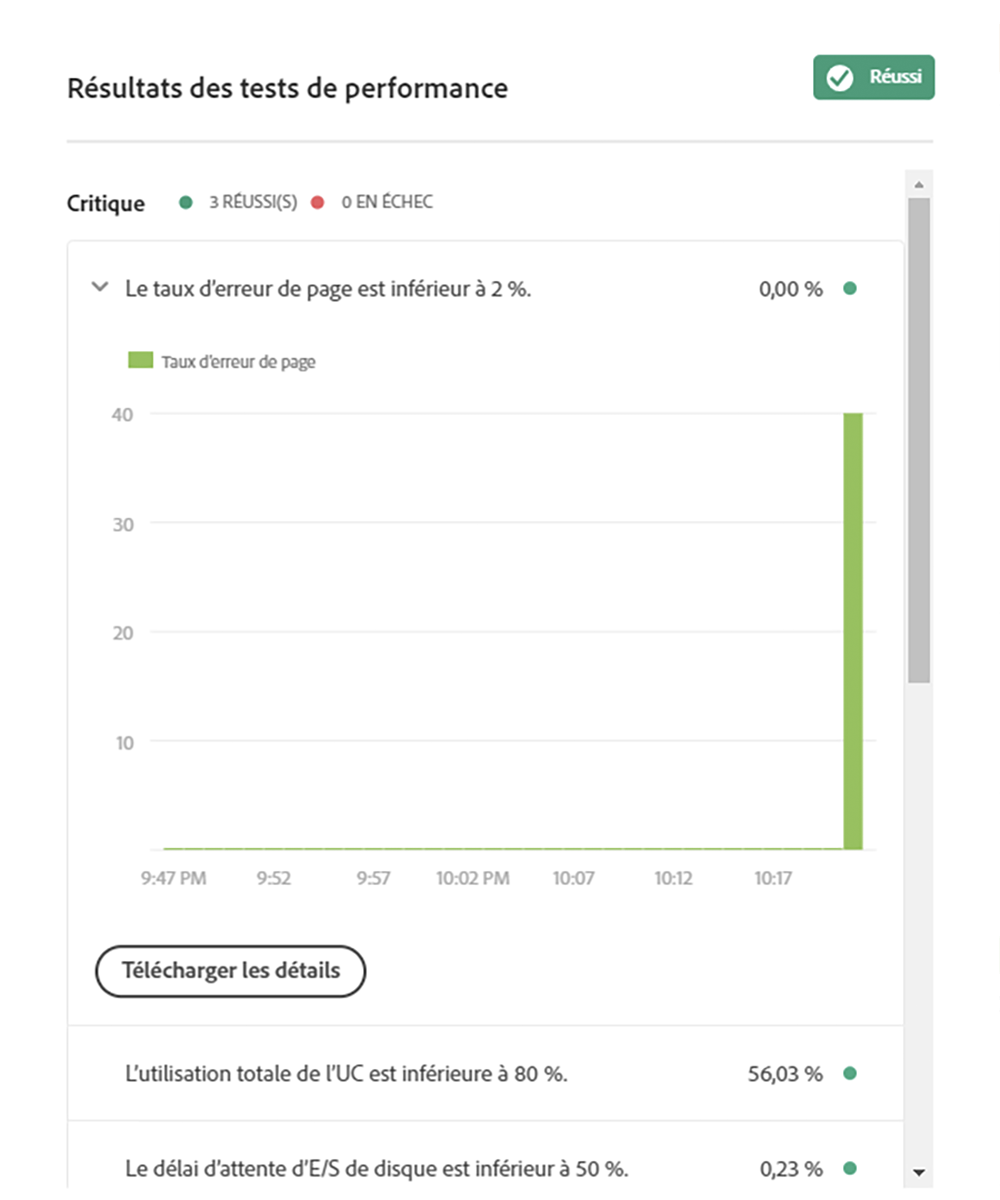 Résultats des tests de performance
Réussi
Critique 3 RÉUSSI(S) 0 EN ÉCHEC
Le taux d'erreur de page est inférieur à 2 %. 0,00 %
Taux d'erreur de page
40
30
20
10
9:47 PM 9:52 9:57 10:02 PM 10:07 10:12 10:17
Télécharger les détails
L'utilisation totale de l'UC est inférieure à 80 %. 56,03 %
Le délai d'attente d'E/S de disque est inférieur à 50 %. 0,23 %